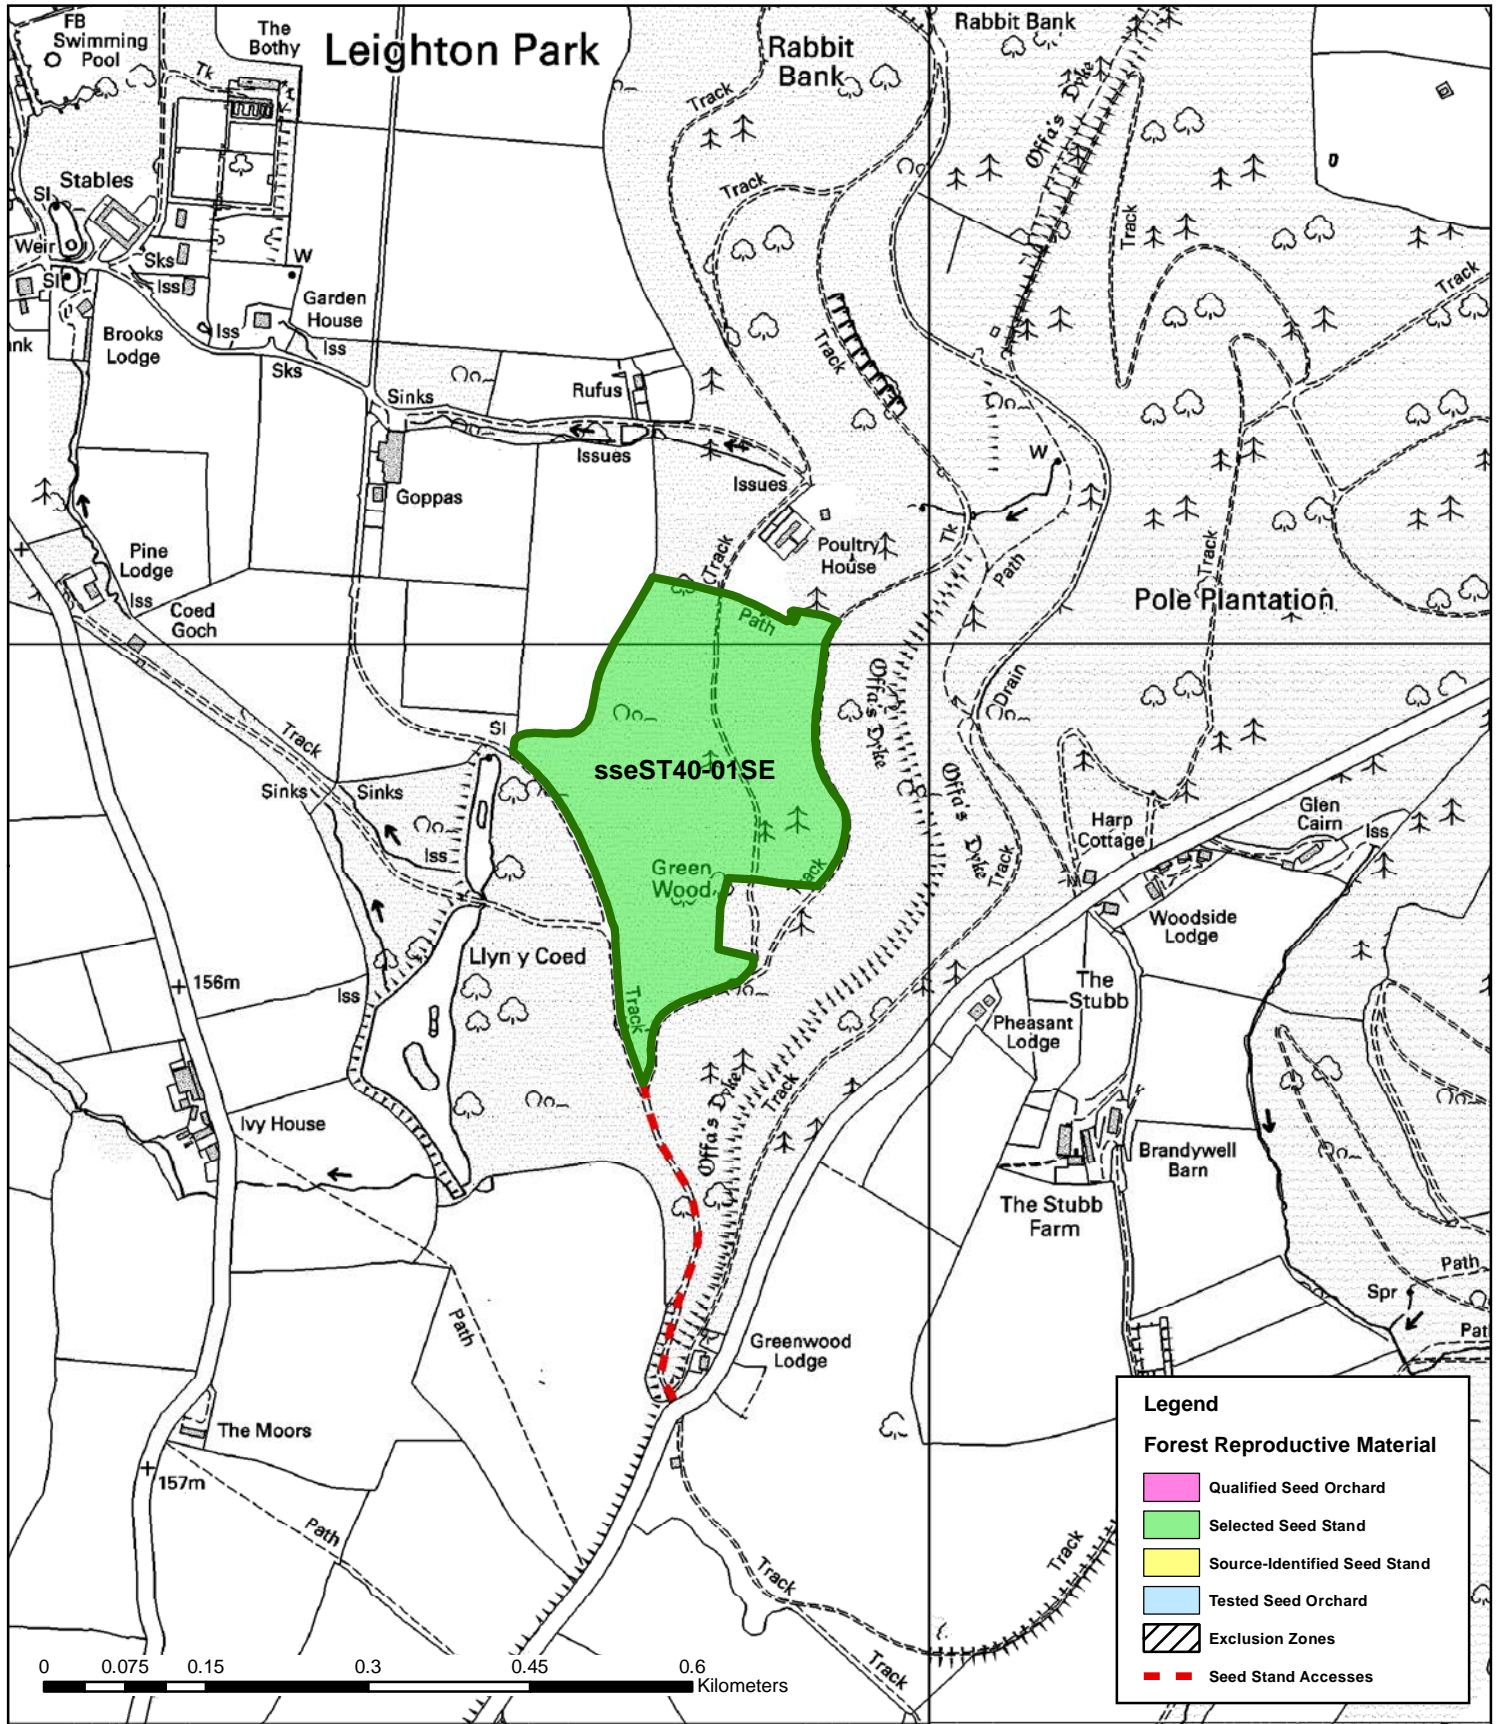 FB
Swimming
Pool
The
Bothy
Leighton Park
Rabbit
Bank
Rabbit Bank
Tk
Track
Offa's Dyke
Stables
SI
Weir
SI
Sks
Iss
W
Track
Track
Garden
House
Iss
Iss
Brooks
Lodge
Sks
Track
Track
Sinks
Rufus
Issues
Issues
W
Goppas
Tk
Path
Track
Poultry
House
Track
Pine
Lodge
Iss
Coed
Goch
Path
Pole Plantation
Offa's Dyke
Drain
Track
SI
sseST40-01SE
Sinks
Sinks
Iss
Offa's Dyke
Track
Harp
Cottage
Glen
Cairn
Iss
Green
Wood
Track
Woodside
Lodge
156m
Llyn y Coed
Iss
Track
The
Stubb
Pheasant
Lodge
Offa's Dyke
Track
Ivy House
Brandywell
Barn
The Stubb
Farm
Path
Path
Spr
Path
Greenwood
Lodge
The Moors
157m
Path
Track
Track
Track
Legend
Forest Reproductive Material
Qualified Seed Orchard
Selected Seed Stand
Source-Identified Seed Stand
Tested Seed Orchard
Exclusion Zones
Seed Stand Accesses
0 0.075 0.15 0.3 0.45 0.6
Kilometers